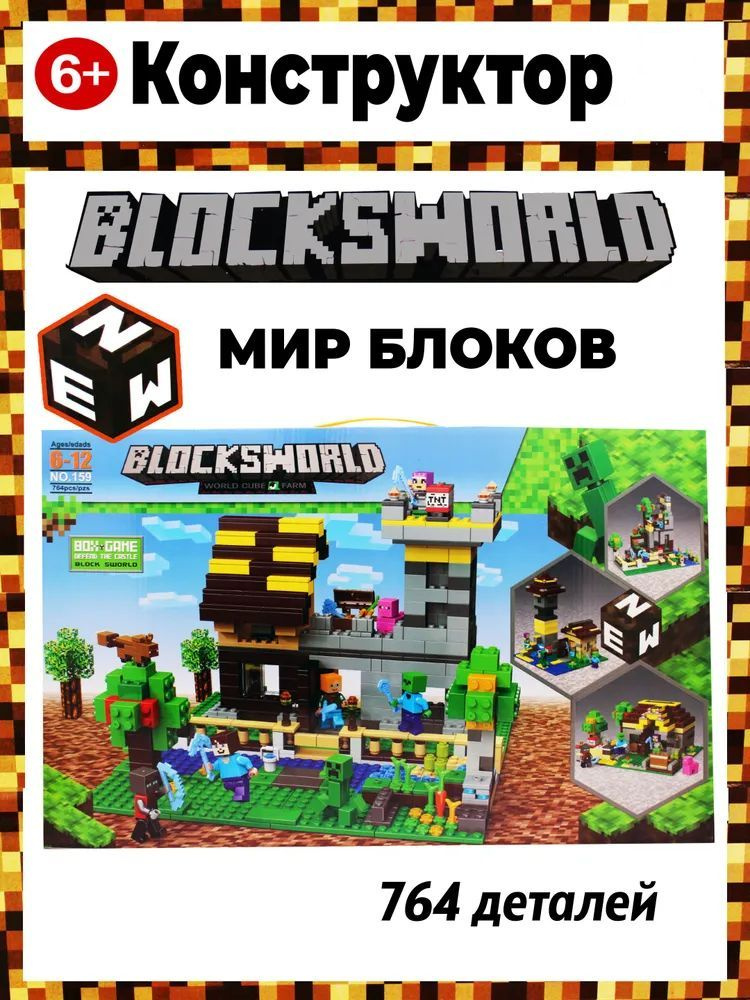 6+ Конструктор
BLOCKSWORLD
NEW
МИР БЛОКОВ
Ages/edads
6-12
NO.159
764pcs/pzs
BLOCKSWORLD
WORLD CUBE FARM
BOX GAME
DEFEND THE CASTLE
BLOCK SWORLD
TNT
NEW
764 деталей